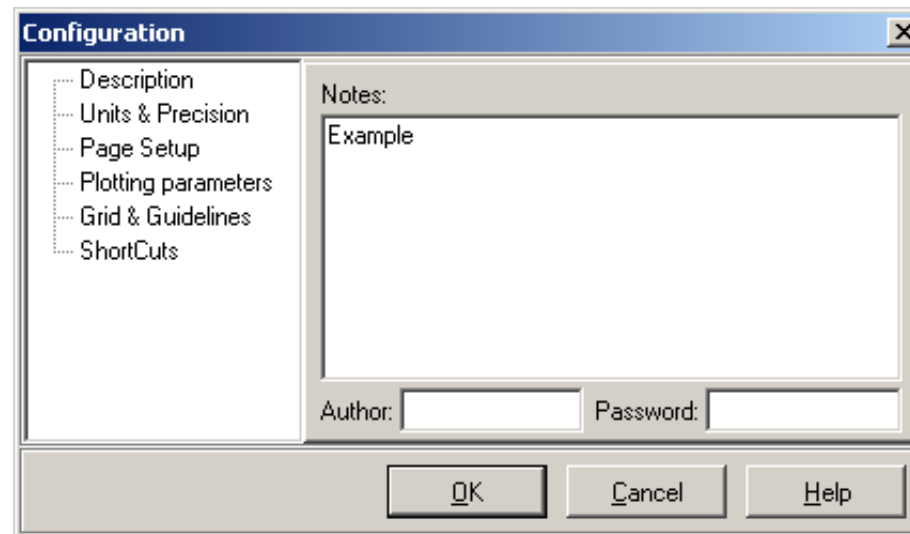 Configuration
Description
Units & Precision
Page Setup
Plotting parameters
Grid & Guidelines
ShortCuts
Notes:
Example
Author:
Password:
OK
Cancel
Help